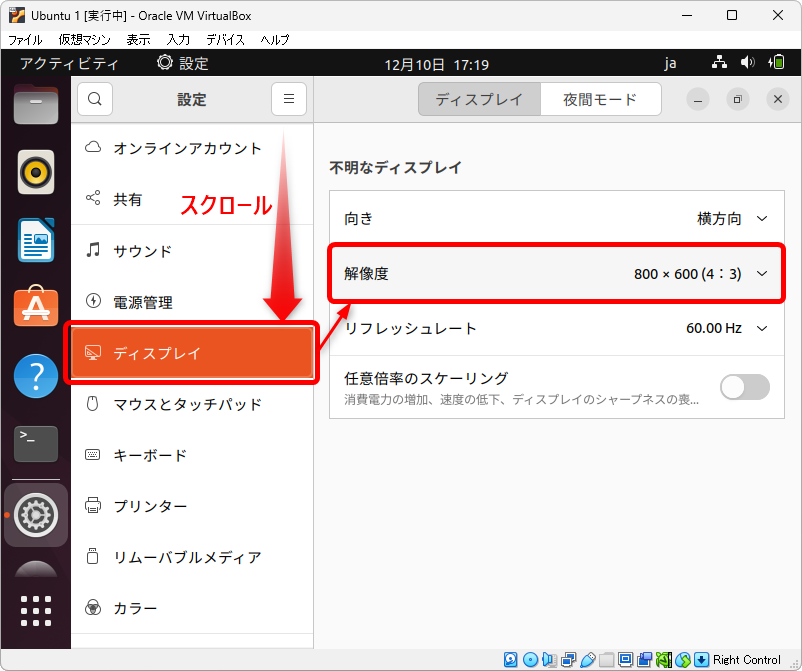 Ubuntu 1 [実行中] - Oracle VM VirtualBox
ファイル 仮想マシン 表示 入力 デバイス ヘルプ
アクティビティ 設定 12月10日 17:19 ja
設定 ディスプレイ 夜間モード
オンラインアカウント
共有
スクロール
サウンド
電源管理
ディスプレイ
マウスとタッチパッド
キーボード
プリンター
リムーバブルメディア
カラー
不明なディスプレイ
向き 横方向
解像度 800 × 600 (4：3)
リフレッシュレート 60.00 Hz
任意倍率のスケーリング
消費電力の増加、速度の低下、ディスプレイのシャープネスの喪...
>_
?
Right Control